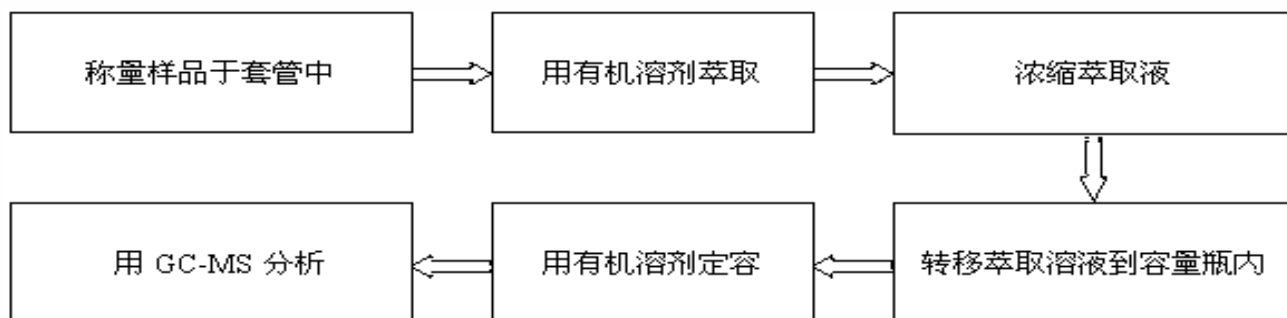 称量样品于套管中
用有机溶剂萃取
浓缩萃取液
转移萃取溶液到容量瓶内
用有机溶剂定容
用 GC-MS 分析